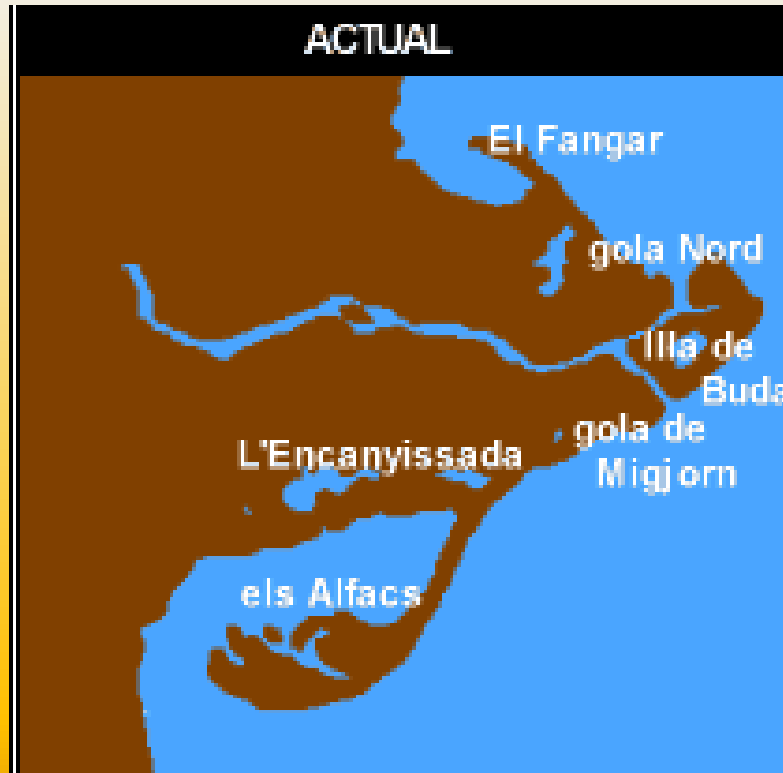 ACTUAL
El Fangar
gola Nord
Illa de
Buda
gola de
Migjorn
L'Encanyissada
els Alfacs